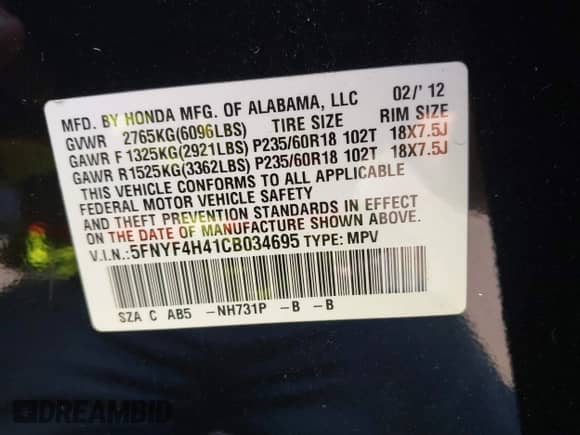 MFD. BY HONDA MFG. OF ALABAMA, LLC 02/' 12
GVWR 2765KG(6096LBS) TIRE SIZE RIM SIZE
GAWR F 1325KG(2921LBS) P235/60R18 102T 18X7.5J
GAWR R1525KG(3362LBS) P235/60R18 102T 18X7.5J
THIS VEHICLE CONFORMS TO ALL APPLICABLE
FEDERAL MOTOR VEHICLE SAFETY
AND THEFT PREVENTION STANDARDS IN EFFECT
ON THE DATE OF MANUFACTURE SHOWN ABOVE.
V.I.N.:5FNYF4H41CB034695 TYPE: MPV
SZA C AB5 -NH731P -B -B
DREAMBID